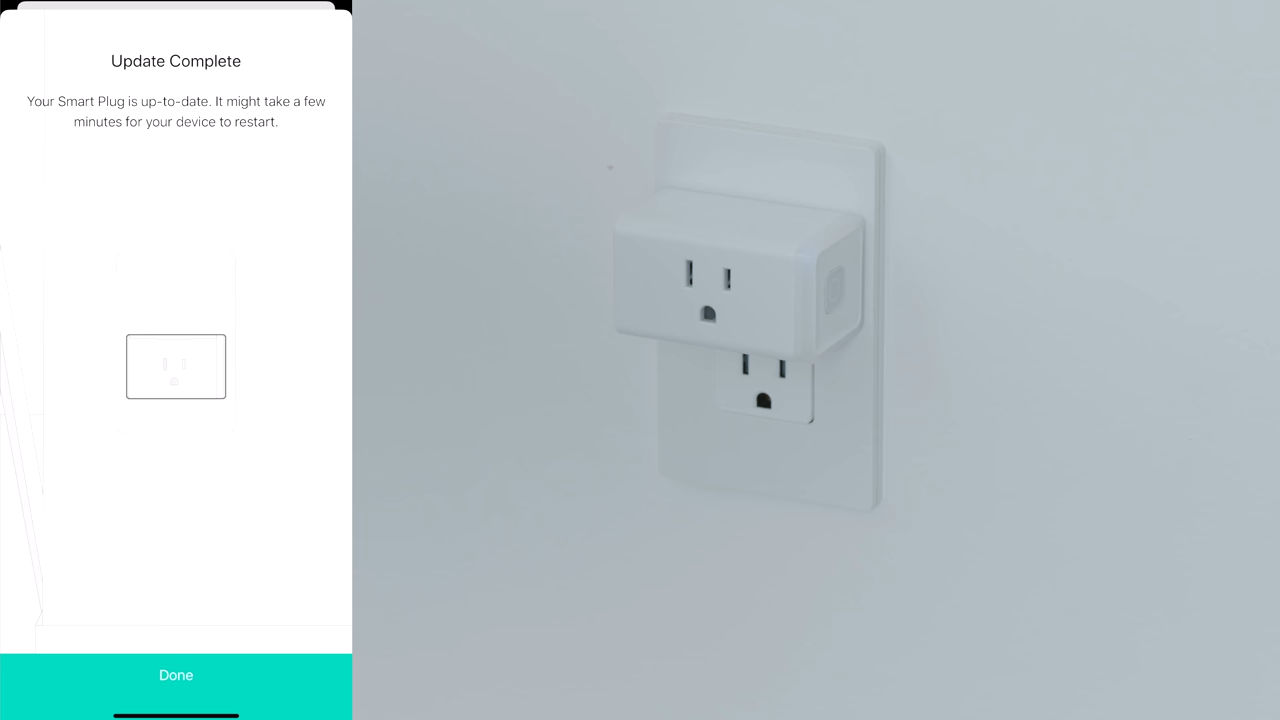 Update Complete
Your Smart Plug is up-to-date. It might take a few
minutes for your device to restart.
Done